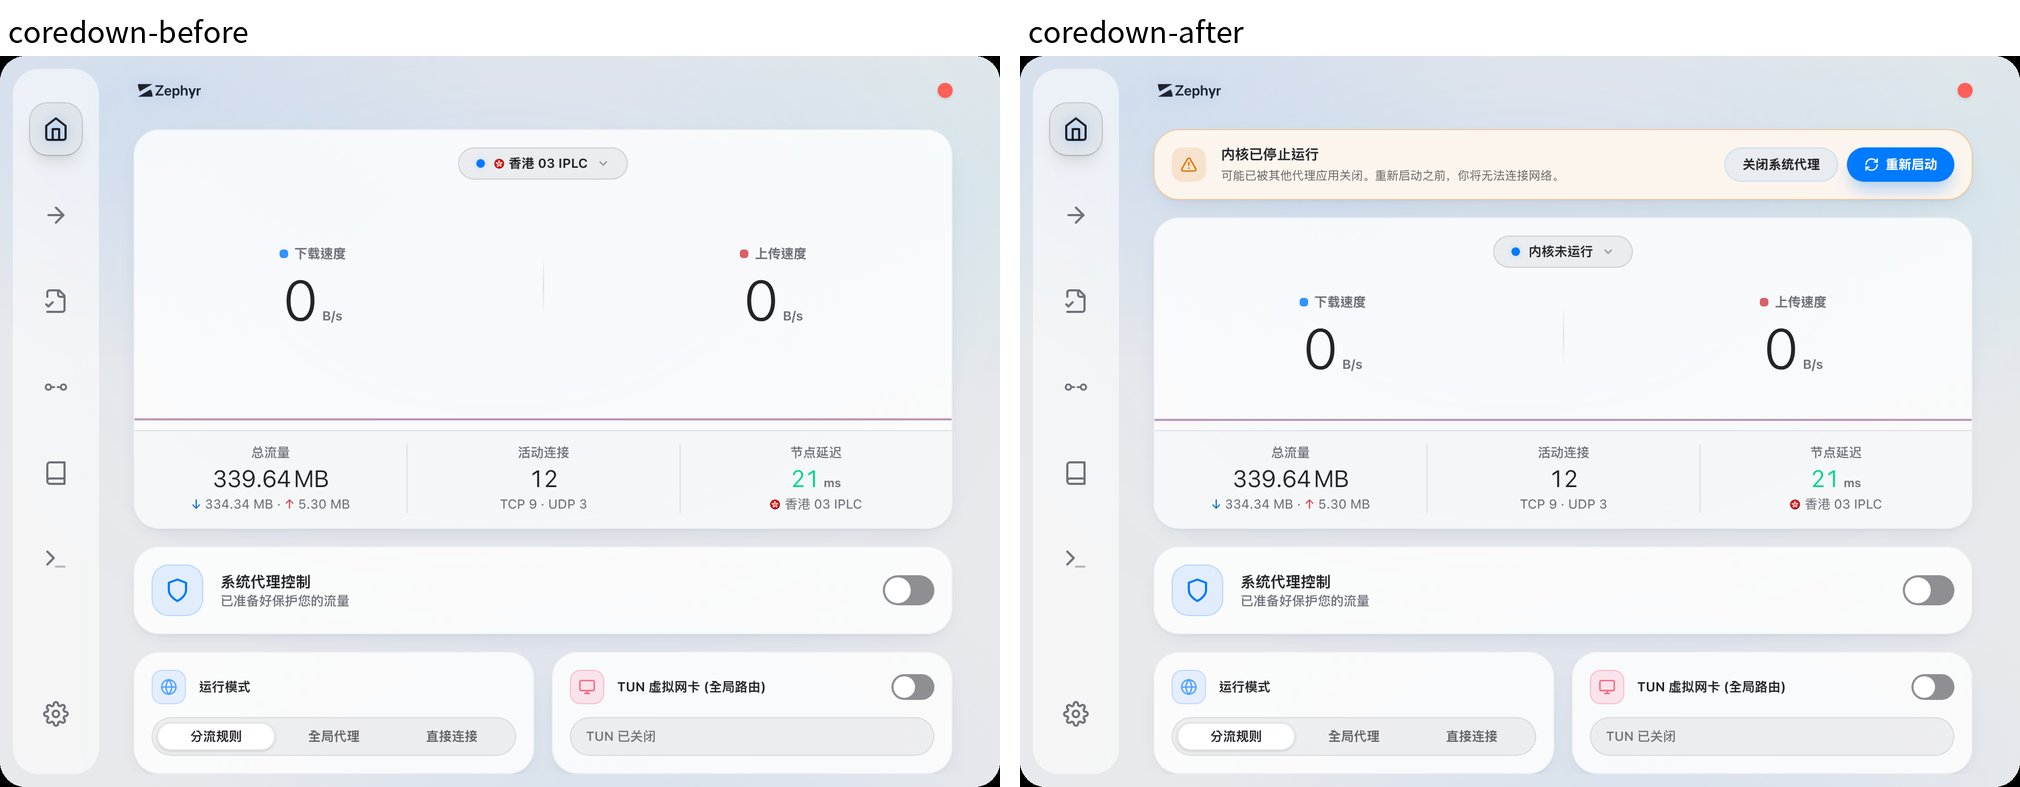 coredown-before
Zephyr
香港 03 IPLC
下载速度
上传速度
0 B/s
0 B/s
总流量
活动连接
节点延迟
339.64 MB
12
21 ms
↓ 334.34 MB · ↑ 5.30 MB
TCP 9 · UDP 3
香港 03 IPLC
系统代理控制
已准备好保护您的流量
运行模式
分流规则
全局代理
直接连接
TUN 虚拟网卡 (全局路由)
TUN 已关闭
coredown-after
Zephyr
内核已停止运行
可能已被其他代理应用关闭。重新启动之前，你将无法连接网络。
关闭系统代理
重新启动
内核未运行
下载速度
上传速度
0 B/s
0 B/s
总流量
活动连接
节点延迟
339.64 MB
12
21 ms
↓ 334.34 MB · ↑ 5.30 MB
TCP 9 · UDP 3
香港 03 IPLC
系统代理控制
已准备好保护您的流量
运行模式
分流规则
全局代理
直接连接
TUN 虚拟网卡 (全局路由)
TUN 已关闭